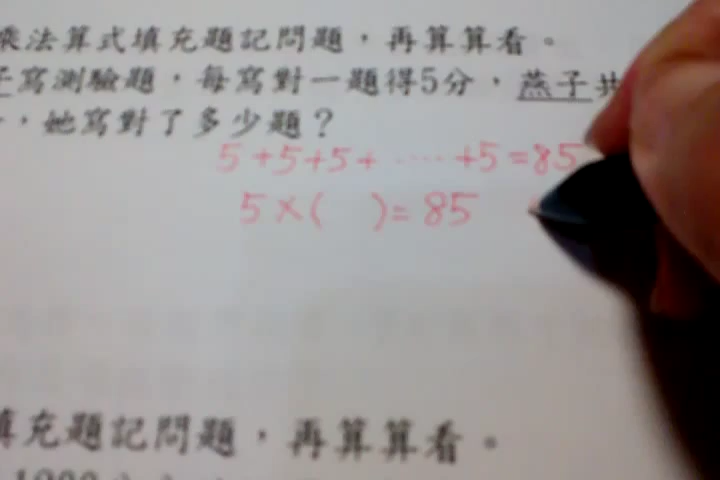 乘法算式填充題記問題，再算算看。
子寫測驗題，每寫對一題得5分，燕子共
，她寫對了多少題？
5+5+5+ ····· +5=85
5×(  )=85
填充題記問題，再算算看。